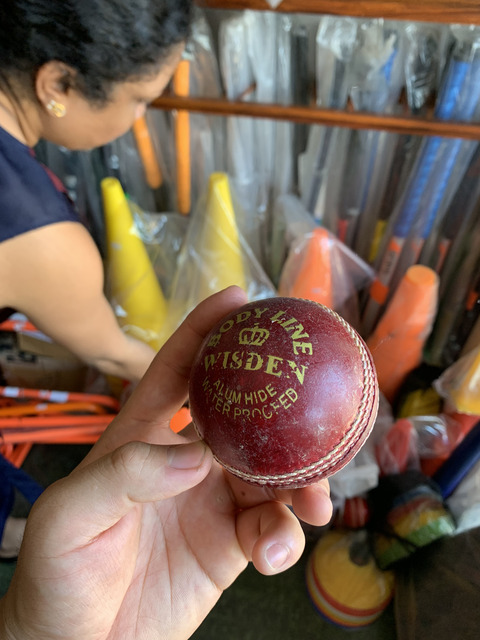 BODY LINE
WISDEN
ALUM HIDE
WATER PROOFED